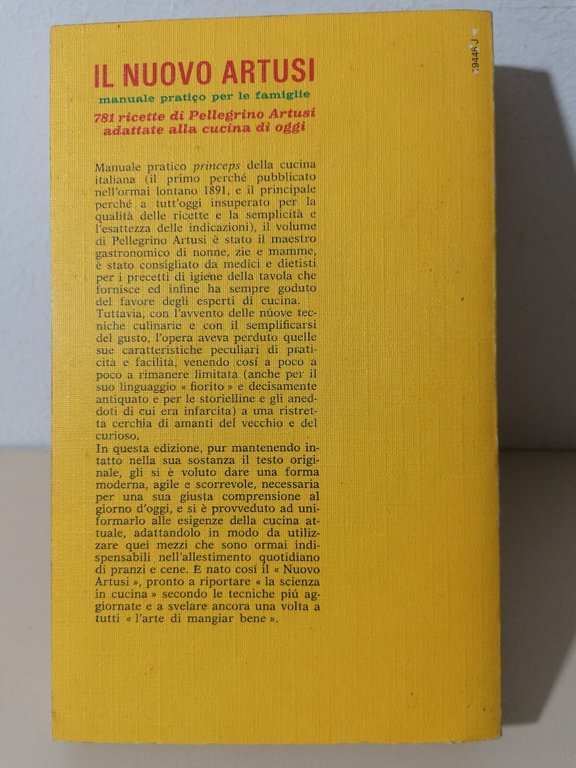 IL NUOVO ARTUSI
manuale pratico per le famiglie
781 ricette di Pellegrino Artusi
adattate alla cucina di oggi
Manuale pratico princeps della cucina
italiana (il primo perché pubblicato
nell'ormai lontano 1891, e il principale
perché a tutt'oggi insuperato per la
qualità delle ricette e la semplicità e
l'esattezza delle indicazioni), il volume
di Pellegrino Artusi è stato il maestro
gastronomico di nonne, zie e mamme,
è stato consigliato da medici e dietisti
per i precetti di igiene della tavola che
fornisce ed infine ha sempre goduto
del favore degli esperti di cucina.
Tuttavia, con l'avvento delle nuove tec-
niche culinarie e con il semplificarsi
del gusto, l'opera aveva perduto quelle
sue caratteristiche peculiari di prati-
cità e facilità, venendo cosí a poco a
poco a rimanere limitata (anche per il
suo linguaggio « fiorito » e decisamente
antiquato e per le storielline e gli aned-
doti di cui era infarcita) a una ristret-
ta cerchia di amanti del vecchio e del
curioso.
In questa edizione, pur mantenendo in-
tatto nella sua sostanza il testo origi-
nale, gli si è voluto dare una forma
moderna, agile e scorrevole, necessaria
per una sua giusta comprensione al
giorno d'oggi, e si è provveduto ad uni-
formarlo alle esigenze della cucina at-
tuale, adattandolo in modo da utiliz-
zare quei mezzi che sono ormai indi-
spensabili nell'allestimento quotidiano
di pranzi e cene. È nato cosí il « Nuovo
Artusi », pronto a riportare « la scienza
in cucina » secondo le tecniche piú ag-
giornate e a svelare ancora una volta a
tutti « l'arte di mangiar bene ».